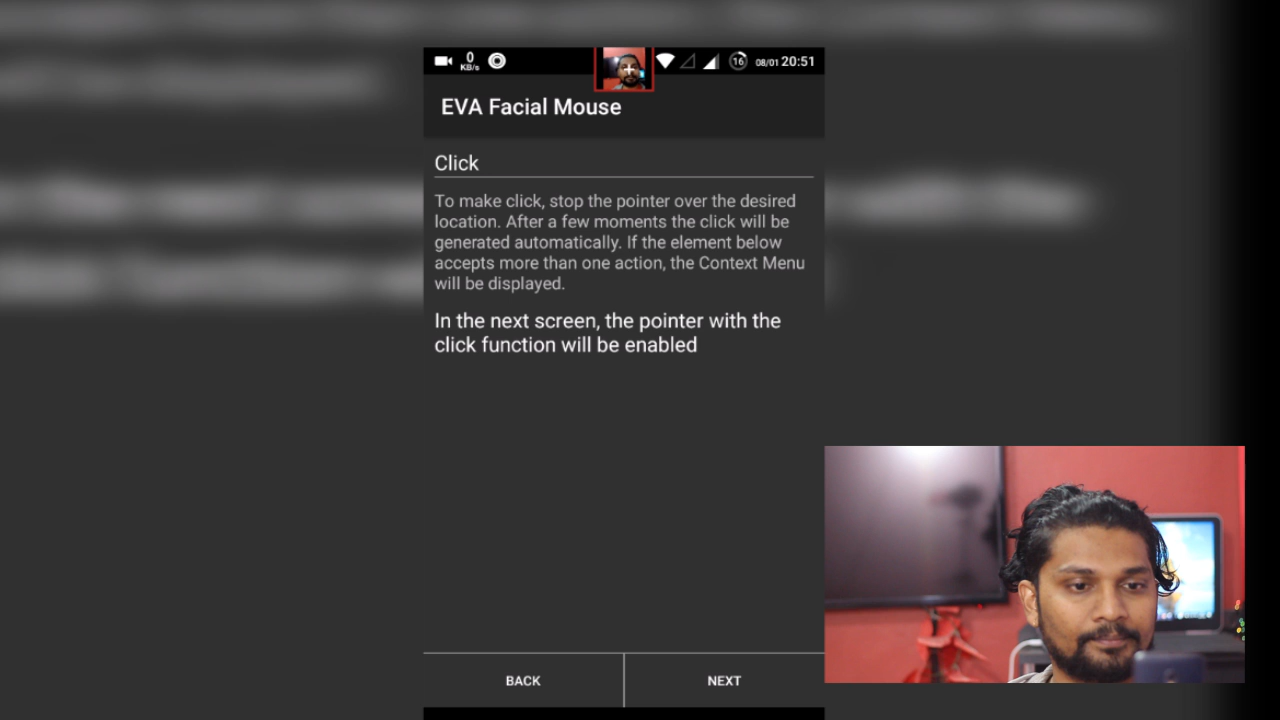 0 KB/s 16 08/01 20:51
EVA Facial Mouse
Click
To make click, stop the pointer over the desired
location. After a few moments the click will be
generated automatically. If the element below
accepts more than one action, the Context Menu
will be displayed.
In the next screen, the pointer with the
click function will be enabled
BACK NEXT